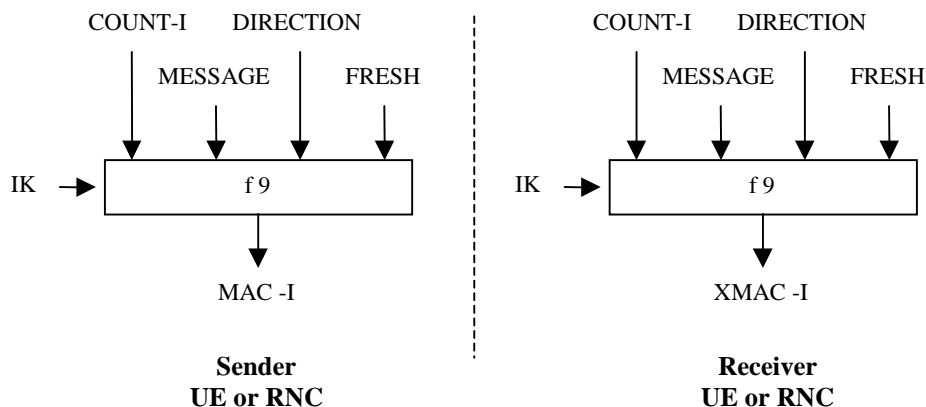 COUNT-I DIRECTION COUNT-I DIRECTION
MESSAGE FRESH MESSAGE FRESH
IK f 9 IK f 9
MAC -I XMAC -I
Sender Receiver
UE or RNC UE or RNC